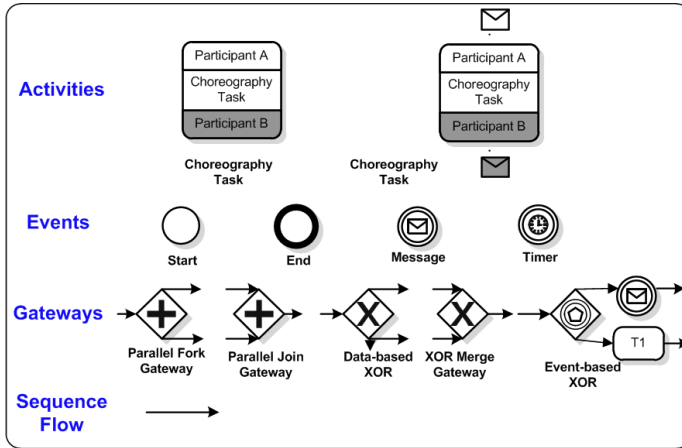 Activities
Participant A
Choreography
Task
Participant B
Choreography
Task
Participant A
Choreography
Task
Participant B
Choreography
Task
Events
Start
End
Message
Timer
Gateways
Parallel Fork
Gateway
Parallel Join
Gateway
X
Data-based
XOR
X
XOR Merge
Gateway
T1
Event-based
XOR
Sequence
Flow